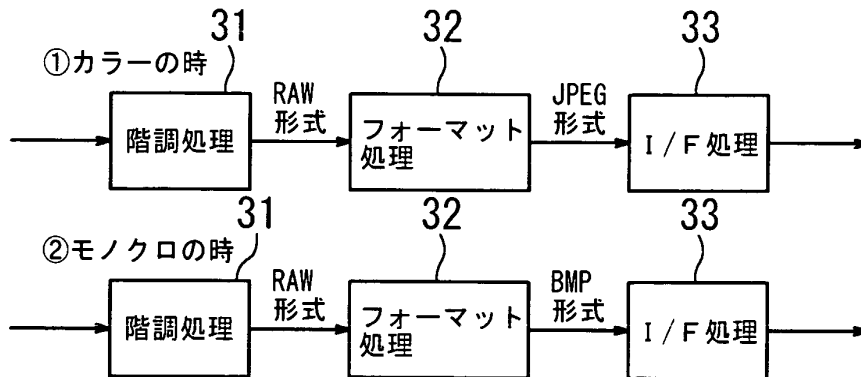 31
32
33
①カラーの時
階調処理
RAW
形式
フォーマット
処理
JPEG
形式
I/F処理
31
32
33
②モノクロの時
階調処理
RAW
形式
フォーマット
処理
BMP
形式
I/F処理